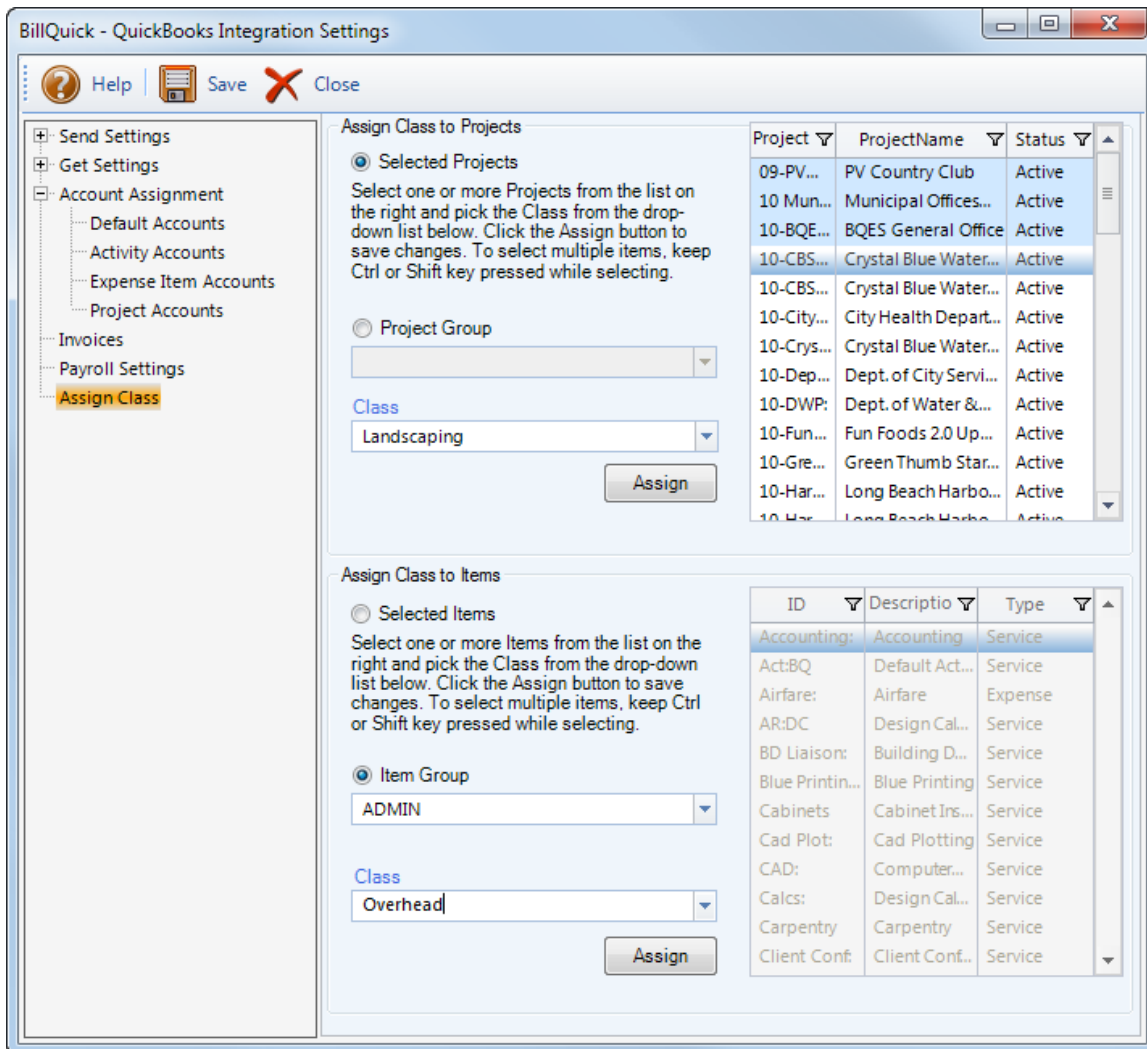 BillQuick - QuickBooks Integration Settings
Help Save Close
Send Settings
Get Settings
Account Assignment
Default Accounts
Activity Accounts
Expense Item Accounts
Project Accounts
Invoices
Payroll Settings
Assign Class
Assign Class to Projects
Selected Projects
Select one or more Projects from the list on
the right and pick the Class from the drop-
down list below. Click the Assign button to
save changes. To select multiple items, keep
Ctrl or Shift key pressed while selecting.
Project Group
Class
Landscaping
Assign
Project ProjectName Status
09-PV... PV Country Club Active
10 Mun... Municipal Offices... Active
10-BQE... BQES General Office Active
10-CBS... Crystal Blue Water... Active
10-CBS... Crystal Blue Water... Active
10-City... City Health Depart... Active
10-Crys... Crystal Blue Water... Active
10-Dep... Dept. of City Servi... Active
10-DWP: Dept. of Water &... Active
10-Fun... Fun Foods 2.0 Up... Active
10-Gre... Green Thumb Star... Active
10-Har... Long Beach Harbo... Active
10-Har... Long Beach Harbo... Active
Assign Class to Items
Selected Items
Select one or more Items from the list on the
right and pick the Class from the drop-down
list below. Click the Assign button to save
changes. To select multiple items, keep Ctrl
or Shift key pressed while selecting.
Item Group
ADMIN
Class
Overhead
Assign
ID Descriptio Type
Accounting: Accounting Service
Act:BQ Default Act... Service
Airfare: Airfare Expense
AR:DC Design Cal... Service
BD Liaison: Building D... Service
Blue Printin... Blue Printing Service
Cabinets Cabinet Ins... Service
Cad Plot: Cad Plotting Service
CAD: Computer... Service
Calcs: Design Cal... Service
Carpentry Carpentry Service
Client Conf: Client Conf... Service